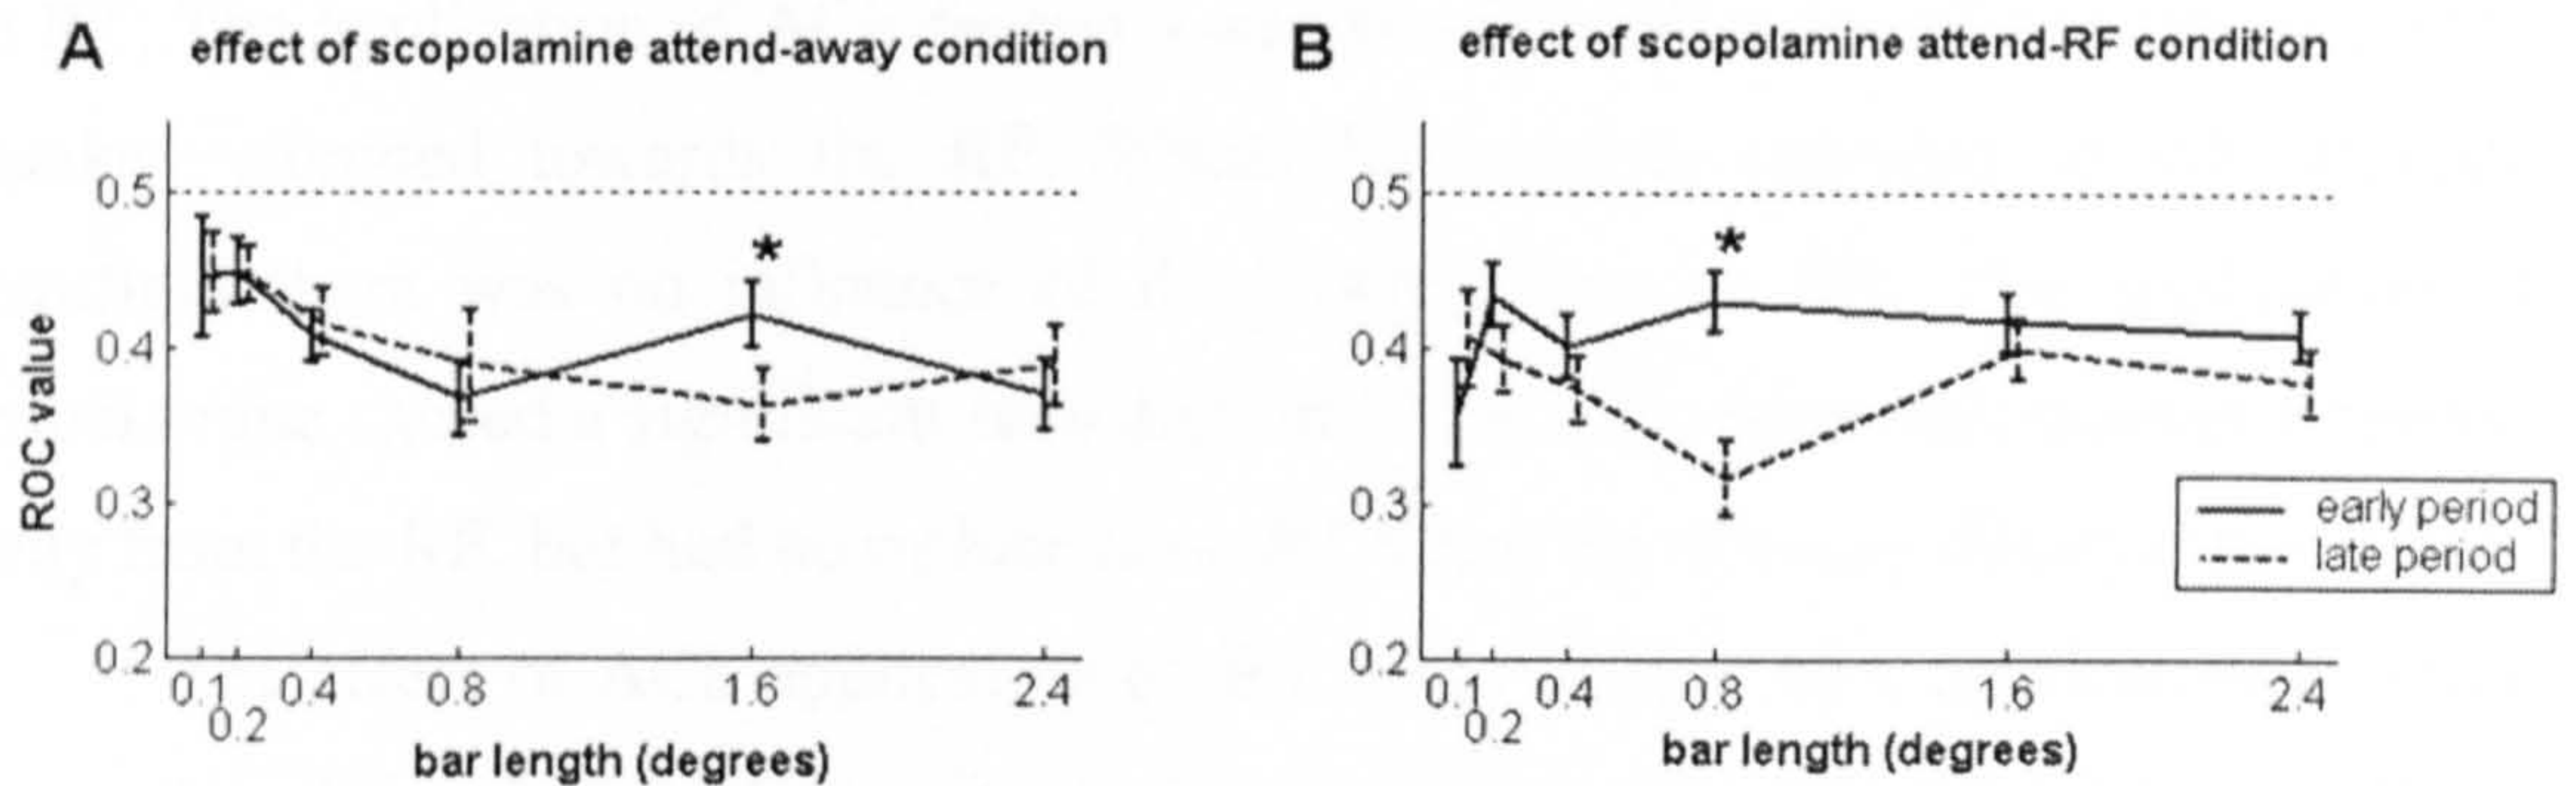 A effect of scopolamine attend-away condition
ROC value
0.5
0.4
0.3
0.2
0.1 0.4 0.8 1.6 2.4
0.2
bar length (degrees)
*
B effect of scopolamine attend-RF condition
0.5
0.4
0.3
0.2
0.1 0.4 0.8 1.6 2.4
0.2
bar length (degrees)
*
early period
late period